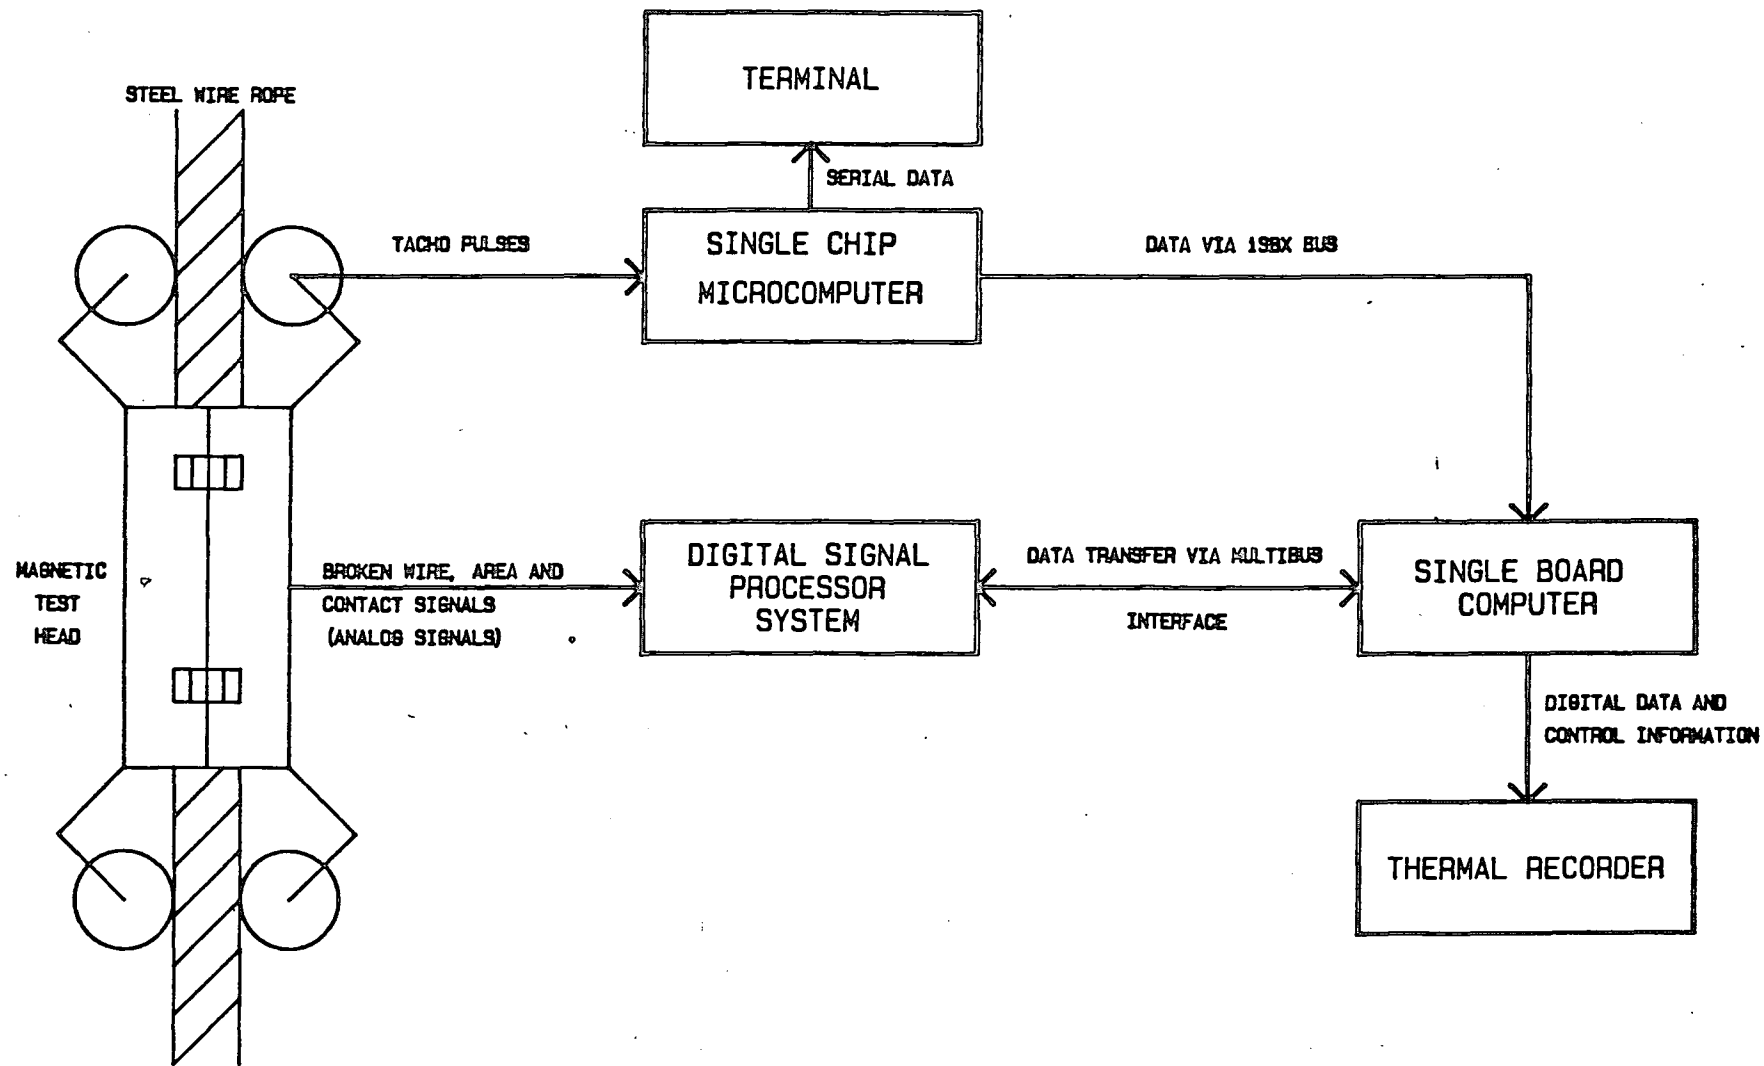 TERMINAL
STEEL WIRE ROPE
SERIAL DATA
TACHO PULSES
SINGLE CHIP
MICROCOMPUTER
DATA VIA iSBX BUS
DIGITAL SIGNAL
PROCESSOR
SYSTEM
MAGNETIC
TEST
HEAD
BROKEN WIRE, AREA AND
CONTACT SIGNALS
(ANALOG SIGNALS)
DATA TRANSFER VIA MULTIBUS
INTERFACE
SINGLE BOARD
COMPUTER
DIGITAL DATA AND
CONTROL INFORMATION
THERMAL RECORDER